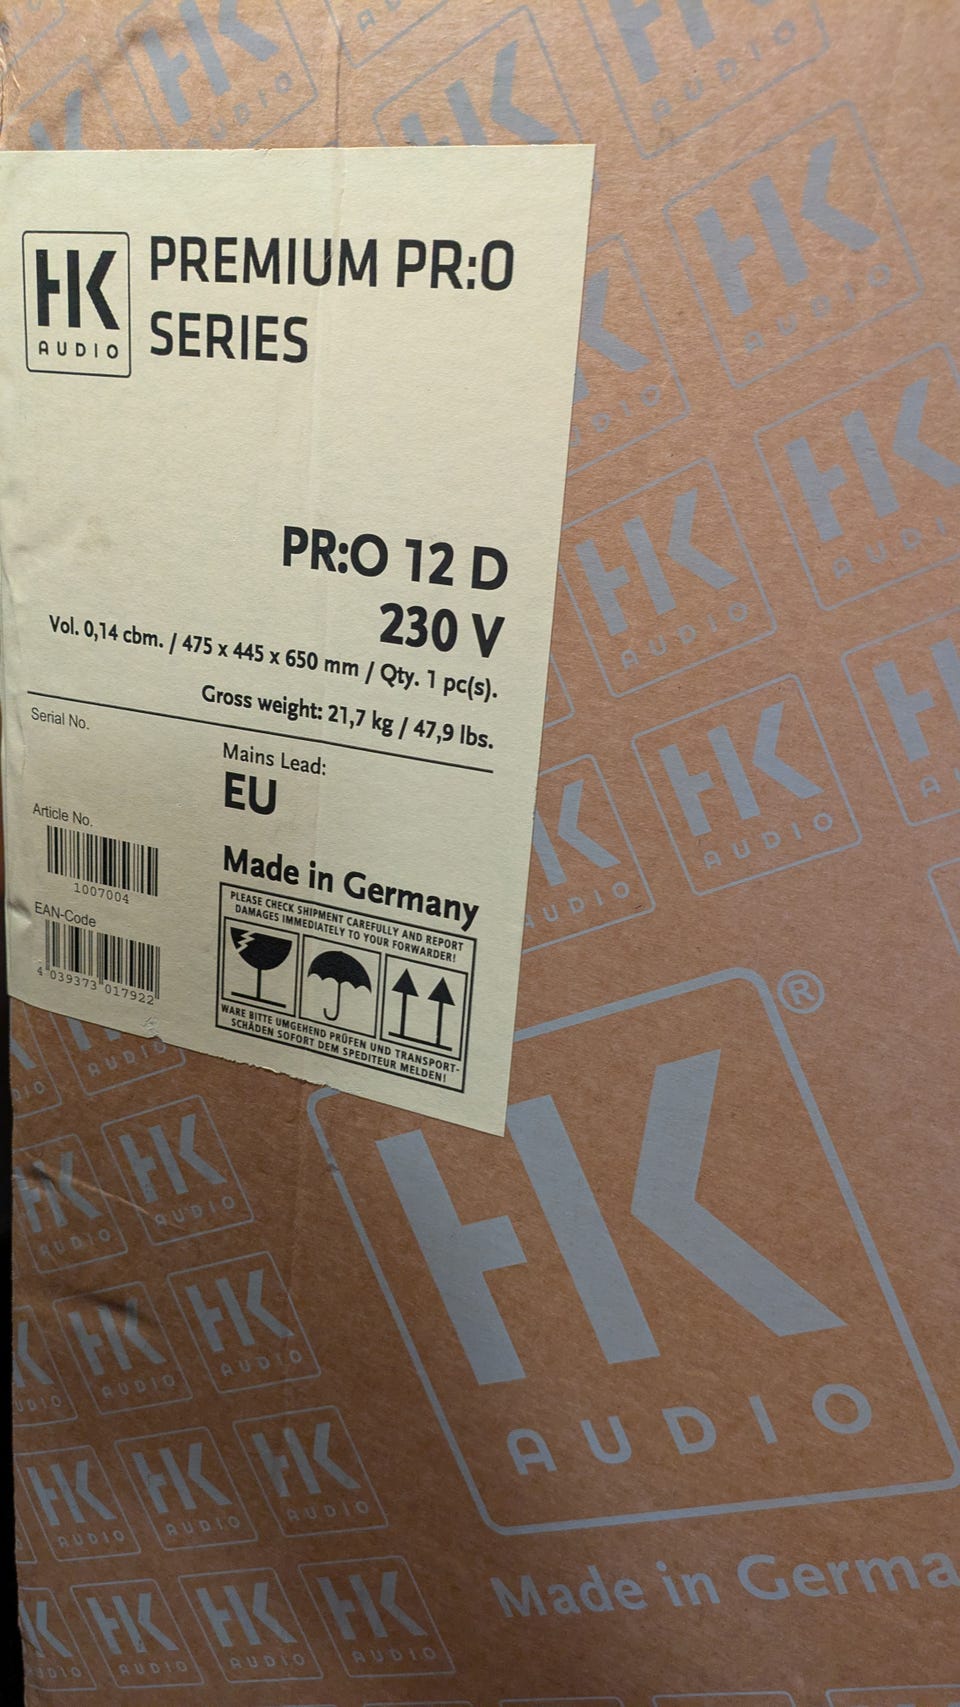 HK
AUDIO
PREMIUM PR:O
SERIES
PR:O 12 D
230 V
Vol. 0,14 cbm. / 475 x 445 x 650 mm / Qty. 1 pc(s).
Gross weight: 21,7 kg / 47,9 lbs.
Serial No.
Mains Lead:
EU
Article No.
1007004
EAN-Code
4 039373 017922
Made in Germany
PLEASE CHECK SHIPMENT CAREFULLY AND REPORT
DAMAGES IMMEDIATELY TO YOUR FORWARDER!
WARE BITTE UMGEHEND PRÜFEN UND TRANSPORT-
SCHÄDEN SOFORT DEM SPEDITEUR MELDEN!
HK
AUDIO
®
Made in Germa